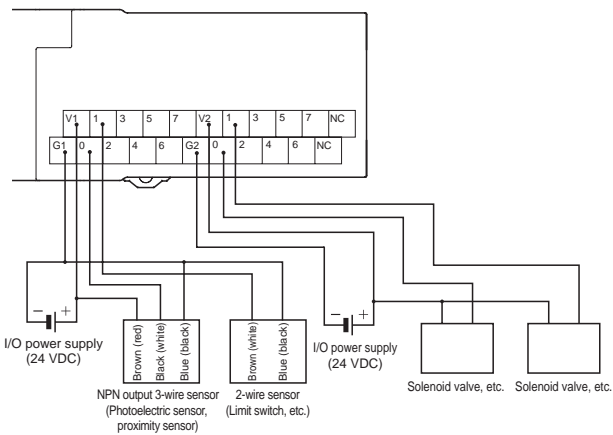 V1 1 3 5 7 V2 1 3 5 7 NC
G1 0 2 4 6 G2 0 2 4 6 NC
− +
I/O power supply
(24 VDC)
Brown (red)
Black (white)
Blue (black)
NPN output 3-wire sensor
(Photoelectric sensor,
proximity sensor)
Brown (white)
Blue (black)
2-wire sensor
(Limit switch, etc.)
− +
I/O power supply
(24 VDC)
Solenoid valve, etc.
Solenoid valve, etc.